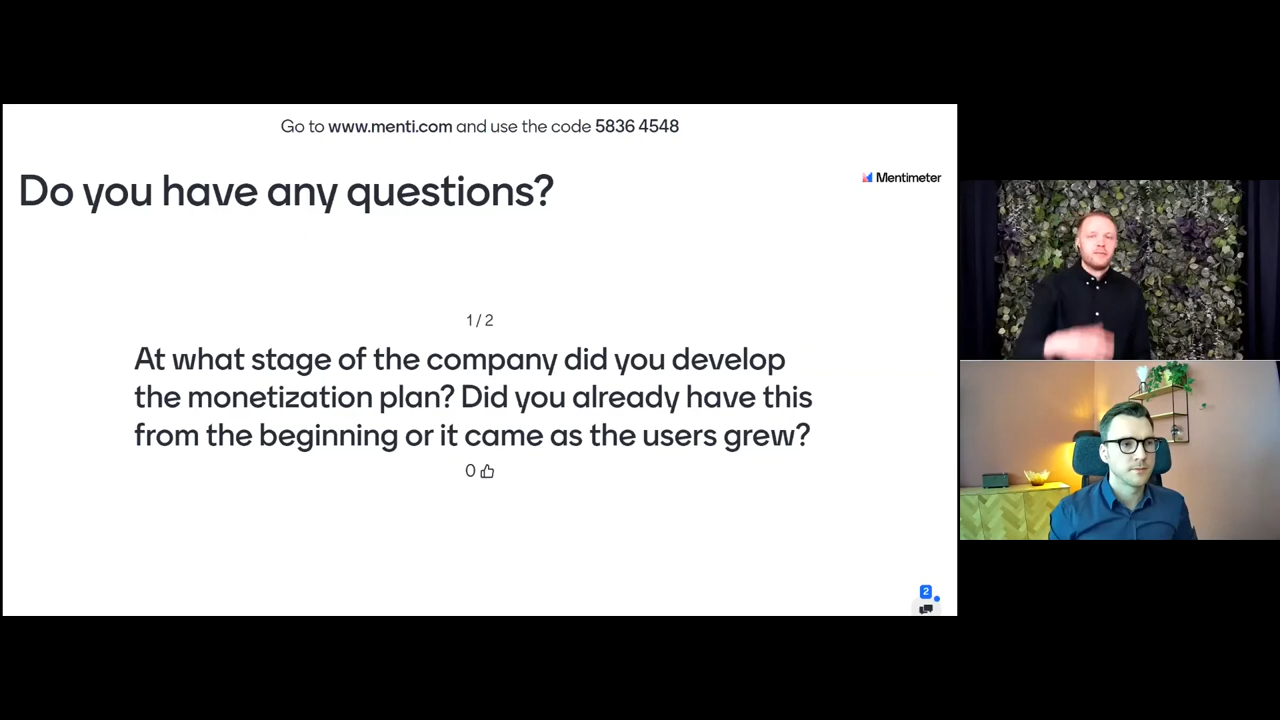 Go to www.menti.com and use the code 5836 4548
Do you have any questions?
Mentimeter
1 / 2
At what stage of the company did you develop
the monetization plan? Did you already have this
from the beginning or it came as the users grew?
0
2